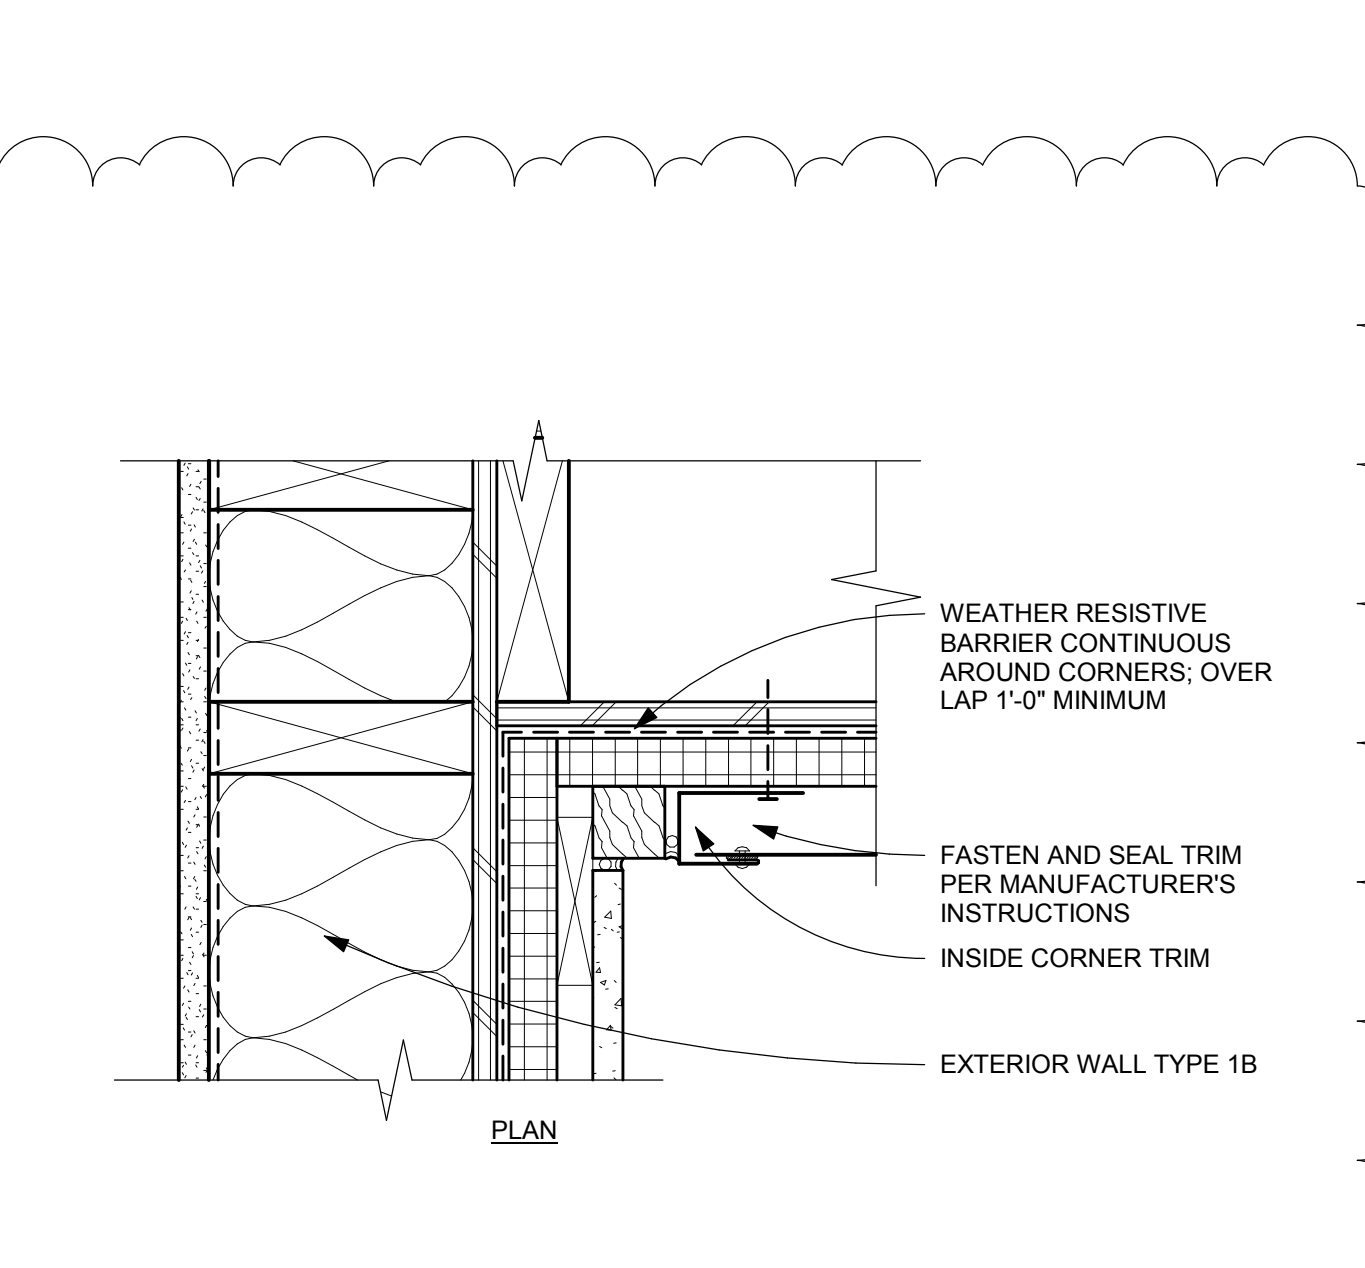 WEATHER RESISTIVE
BARRIER CONTINUOUS
AROUND CORNERS; OVER
LAP 1'-0" MINIMUM
FASTEN AND SEAL TRIM
PER MANUFACTURER'S
INSTRUCTIONS
INSIDE CORNER TRIM
EXTERIOR WALL TYPE 1B
PLAN